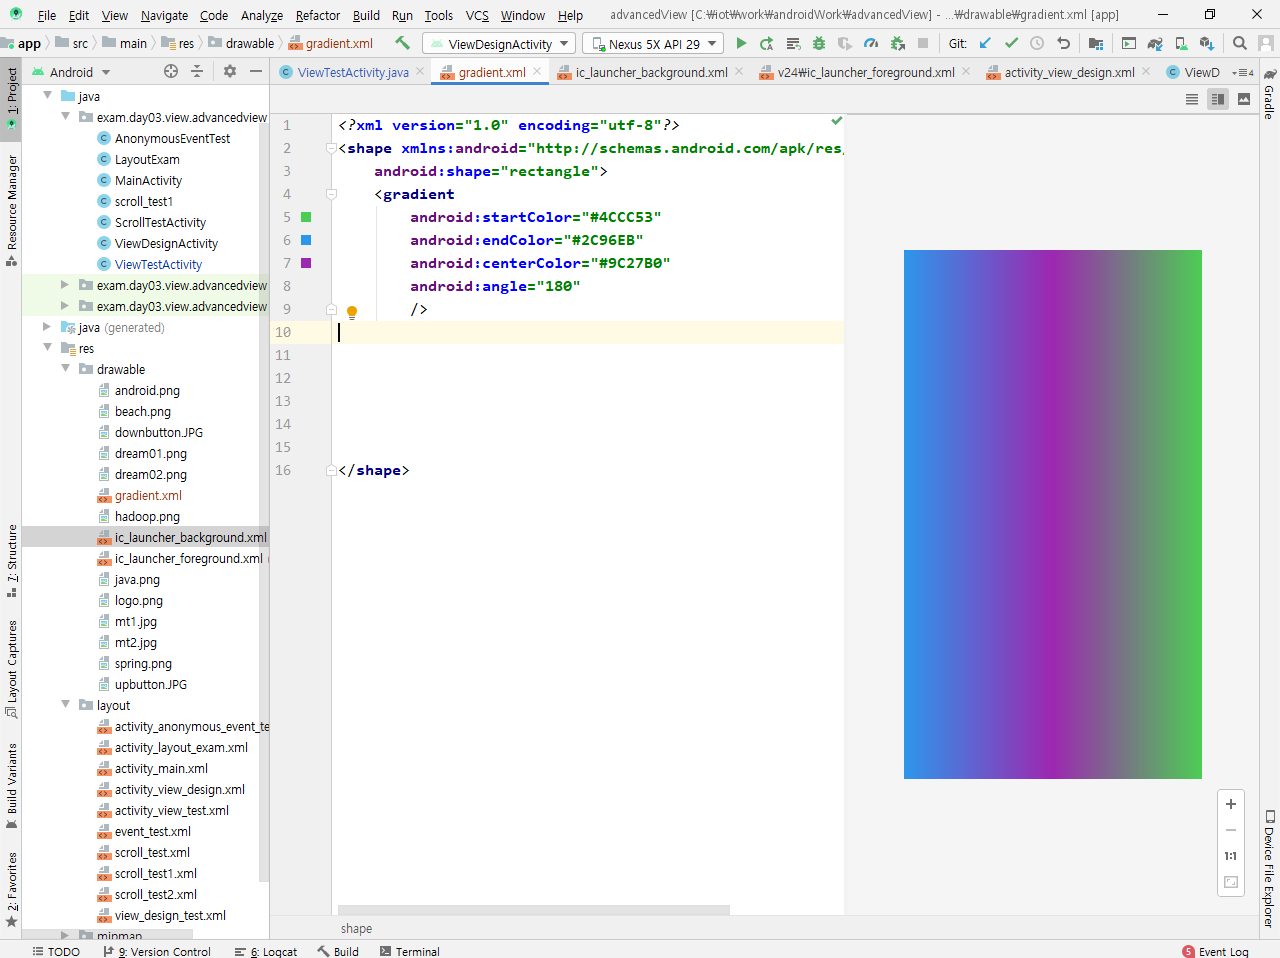 File Edit View Navigate Code Analyze Refactor Build Run Tools VCS Window Help advancedView [C:₩iot₩work₩androidWork₩advancedView] - ...₩drawable₩gradient.xml [app]
app src main res drawable gradient.xml ViewDesignActivity Nexus 5X API 29 Git:
Android ViewTestActivity.java gradient.xml ic_launcher_background.xml v24₩ic_launcher_foreground.xml activity_view_design.xml ViewD 4
1: Project
Resource Manager
7: Structure
Layout Captures
Build Variants
2: Favorites
java
exam.day03.view.advancedview
AnonymousEventTest
LayoutExam
MainActivity
scroll_test1
ScrollTestActivity
ViewDesignActivity
ViewTestActivity
exam.day03.view.advancedview
exam.day03.view.advancedview
java (generated)
res
drawable
android.png
beach.png
downbutton.JPG
dream01.png
dream02.png
gradient.xml
hadoop.png
ic_launcher_background.xml
ic_launcher_foreground.xml (
java.png
logo.png
mt1.jpg
mt2.jpg
spring.png
upbutton.JPG
layout
activity_anonymous_event_te
activity_layout_exam.xml
activity_main.xml
activity_view_design.xml
activity_view_test.xml
event_test.xml
scroll_test.xml
scroll_test1.xml
scroll_test2.xml
view_design_test.xml
mipmap
1 <?xml version="1.0" encoding="utf-8"?>
2 <shape xmlns:android="http://schemas.android.com/apk/res/
3 android:shape="rectangle">
4 <gradient
5 android:startColor="#4CCC53"
6 android:endColor="#2C96EB"
7 android:centerColor="#9C27B0"
8 android:angle="180"
9 />
10
11
12
13
14
15
16 </shape>
shape
1:1
Gradle
Device File Explorer
TODO 9: Version Control 6: Logcat Build Terminal 5 Event Log